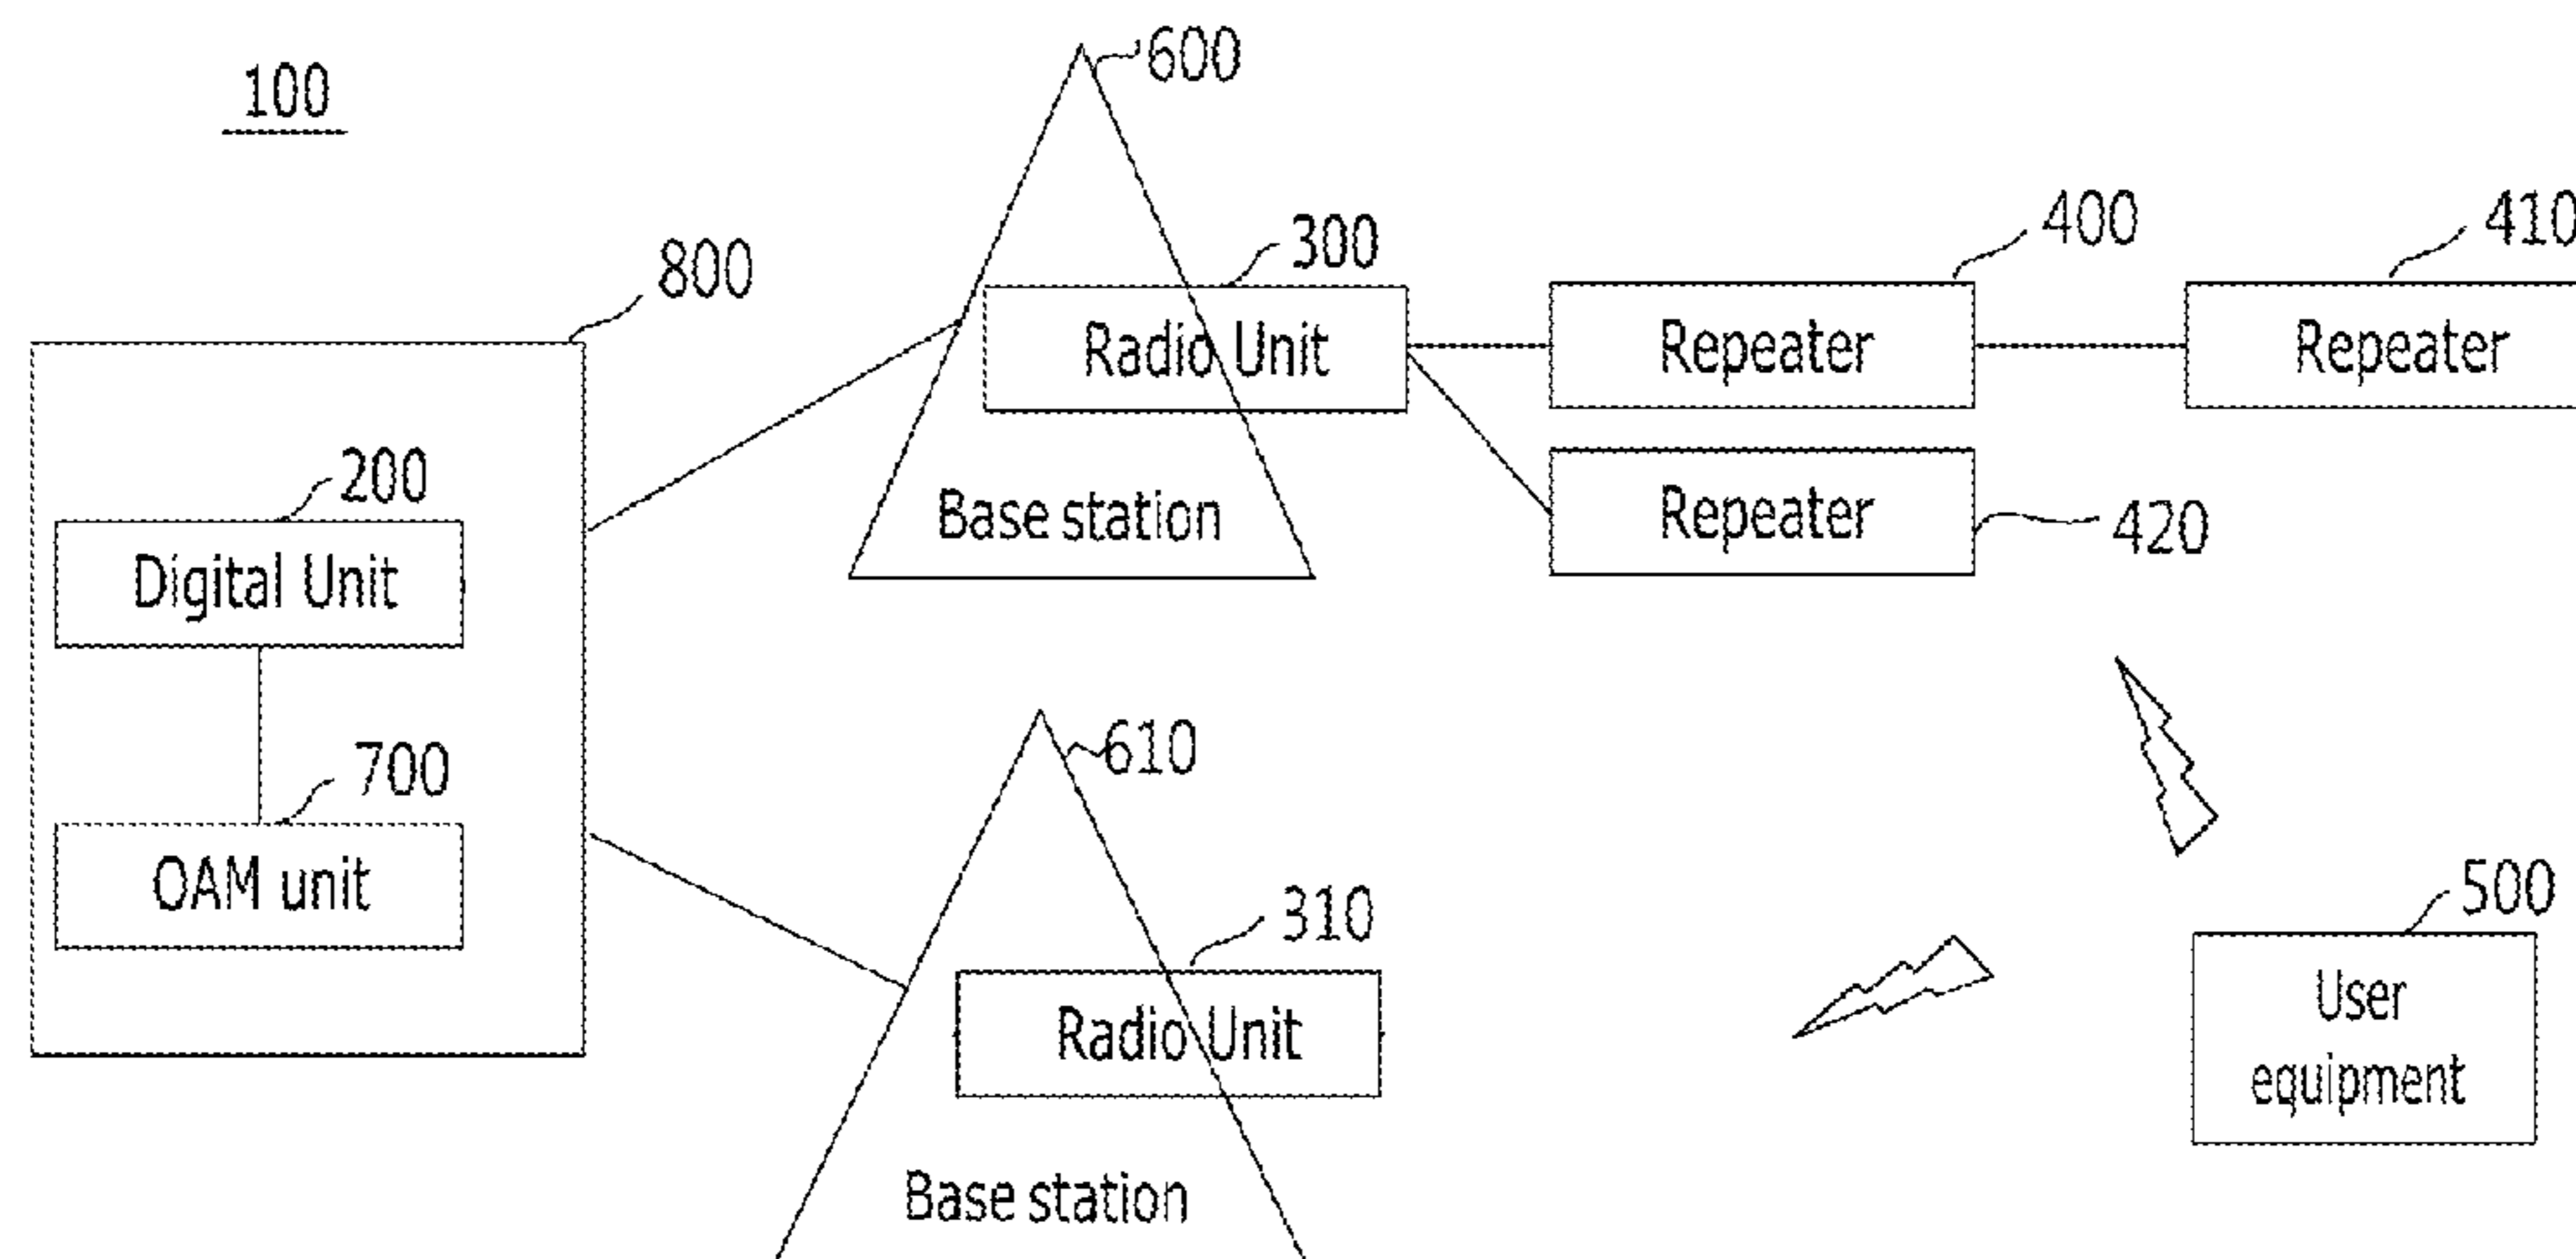 100
600
800
300
400
410
Radio Unit
Repeater
Repeater
200
Digital Unit
Base station
Repeater
420
700
OAM unit
610
310
500
Radio Unit
User
equipment
Base station